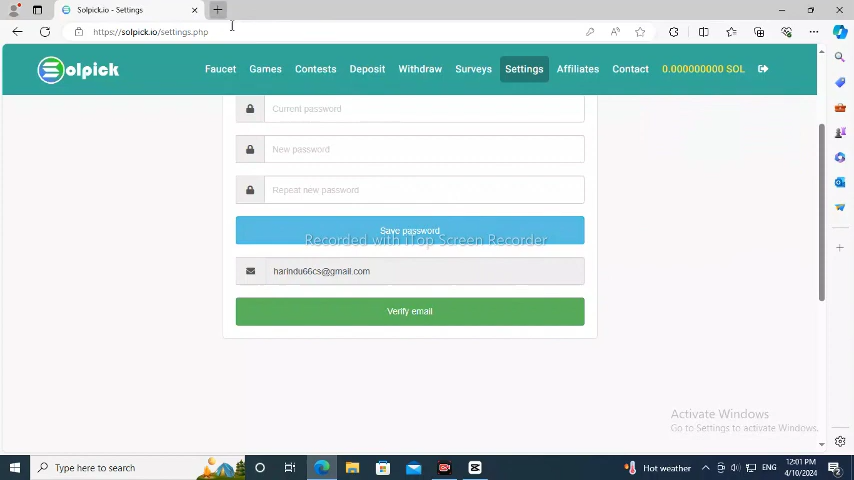 Solpick.io - Settings
https://solpick.io/settings.php
Solpick
Faucet Games Contests Deposit Withdraw Surveys Settings Affiliates Contact 0.000000000 SOL
Current password
New password
Repeat new password
Save password
Recorded with iTop Screen Recorder
harindu66cs@gmail.com
Verify email
Activate Windows
Go to Settings to activate Windows.
Type here to search
Hot weather
ENG
12:01 PM
4/10/2024
2